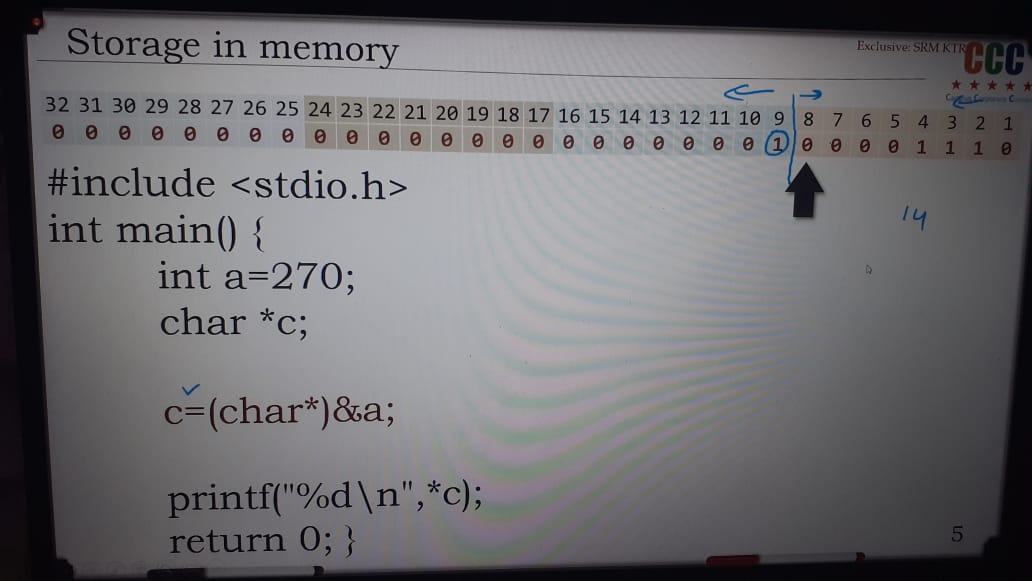 Storage in memory
Exclusive: SRM KTR
CCC
32 31 30 29 28 27 26 25 24 23 22 21 20 19 18 17 16 15 14 13 12 11 10 9 8 7 6 5 4 3 2 1
0 0 0 0 0 0 0 0 0 0 0 0 0 0 0 0 0 0 0 0 0 0 0 1 0 0 0 0 1 1 1 0
#include <stdio.h>
14
int main() {
int a=270;
char *c;
c=(char*)&a;
printf("%d\n",*c);
return 0; }
5